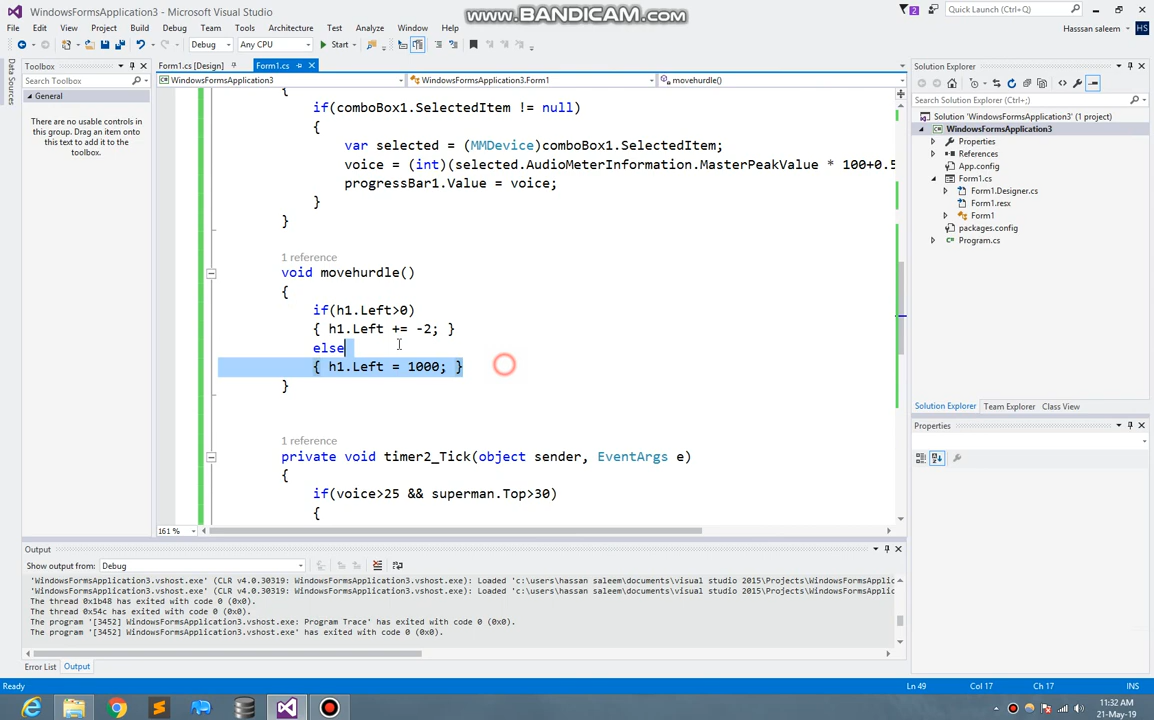 WindowsFormsApplication3 - Microsoft Visual Studio
www.BANDICAM.com
2
Quick Launch (Ctrl+Q)
File Edit View Project Build Debug Team Tools Architecture Test Analyze Window Help
Hasssan saleem HS
Debug Any CPU Start
Data Sources
Toolbox
Search Toolbox
General
There are no usable controls in
this group. Drag an item onto
this text to add it to the
toolbox.
Form1.cs [Design] Form1.cs
WindowsFormsApplication3 WindowsFormsApplication3.Form1 movehurdle()
{
if(comboBox1.SelectedItem != null)
{
var selected = (MMDevice)comboBox1.SelectedItem;
voice = (int)(selected.AudioMeterInformation.MasterPeakValue * 100+0.5
progressBar1.Value = voice;
}
}
1 reference
void movehurdle()
{
if(h1.Left>0)
{ h1.Left += -2; }
else
{ h1.Left = 1000; }
}
1 reference
private void timer2_Tick(object sender, EventArgs e)
{
if(voice>25 && superman.Top>30)
{
161 %
Solution Explorer
Search Solution Explorer (Ctrl+;)
Solution 'WindowsFormsApplication3' (1 project)
WindowsFormsApplication3
Properties
References
App.config
Form1.cs
Form1.Designer.cs
Form1.resx
Form1
packages.config
Program.cs
Solution Explorer Team Explorer Class View
Properties
Output
Show output from: Debug
'WindowsFormsApplication3.vshost.exe' (CLR v4.0.30319: WindowsFormsApplication3.vshost.exe): Loaded 'c:\users\hassan saleem\documents\visual studio 2015\Projects\WindowsFormsApplication
'WindowsFormsApplication3.vshost.exe' (CLR v4.0.30319: WindowsFormsApplication3.vshost.exe): Loaded 'c:\users\hassan saleem\documents\visual studio 2015\Projects\WindowsFormsApplication
The thread 0x1b48 has exited with code 0 (0x0).
The thread 0x54c has exited with code 0 (0x0).
The program '[3452] WindowsFormsApplication3.vshost.exe: Program Trace' has exited with code 0 (0x0).
The program '[3452] WindowsFormsApplication3.vshost.exe' has exited with code 0 (0x0).
Error List Output
Ready Ln 49 Col 17 Ch 17 INS
11:32 AM
21-May-19